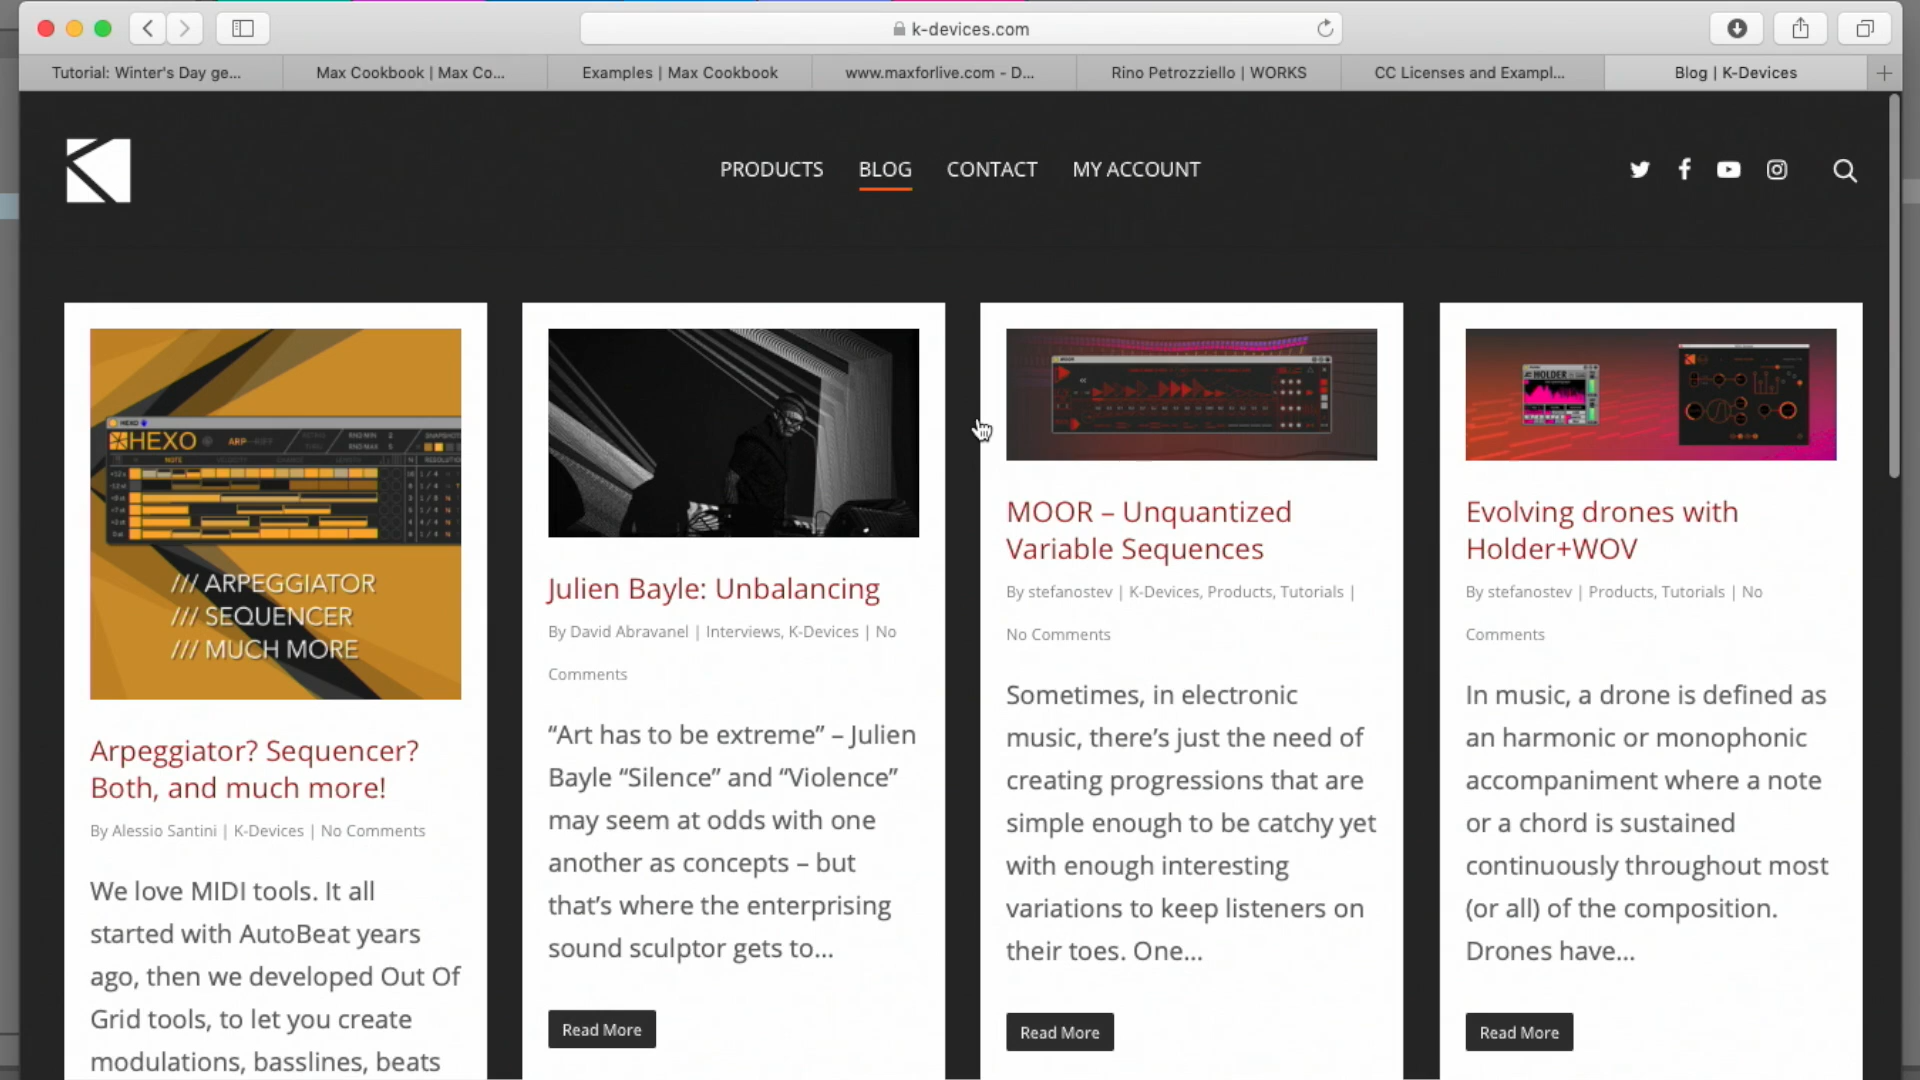 k-devices.com
Tutorial: Winter's Day ge...
Max Cookbook | Max Co...
Examples | Max Cookbook
www.maxforlive.com - D...
Rino Petrozziello | WORKS
CC Licenses and Exampl...
Blog | K-Devices
PRODUCTS
BLOG
CONTACT
MY ACCOUNT
HEXO
ARP
/// ARPEGGIATOR
/// SEQUENCER
/// MUCH MORE
Arpeggiator? Sequencer?
Both, and much more!
By Alessio Santini | K-Devices | No Comments
We love MIDI tools. It all
started with AutoBeat years
ago, then we developed Out Of
Grid tools, to let you create
modulations, basslines, beats
Julien Bayle: Unbalancing
By David Abravanel | Interviews, K-Devices | No
Comments
“Art has to be extreme” – Julien
Bayle “Silence” and “Violence”
may seem at odds with one
another as concepts – but
that’s where the enterprising
sound sculptor gets to...
Read More
MOOR – Unquantized
Variable Sequences
By stefanostev | K-Devices, Products, Tutorials |
No Comments
Sometimes, in electronic
music, there’s just the need of
creating progressions that are
simple enough to be catchy yet
with enough interesting
variations to keep listeners on
their toes. One...
Read More
HOLDER
Evolving drones with
Holder+WOV
By stefanostev | Products, Tutorials | No
Comments
In music, a drone is defined as
an harmonic or monophonic
accompaniment where a note
or a chord is sustained
continuously throughout most
(or all) of the composition.
Drones have...
Read More